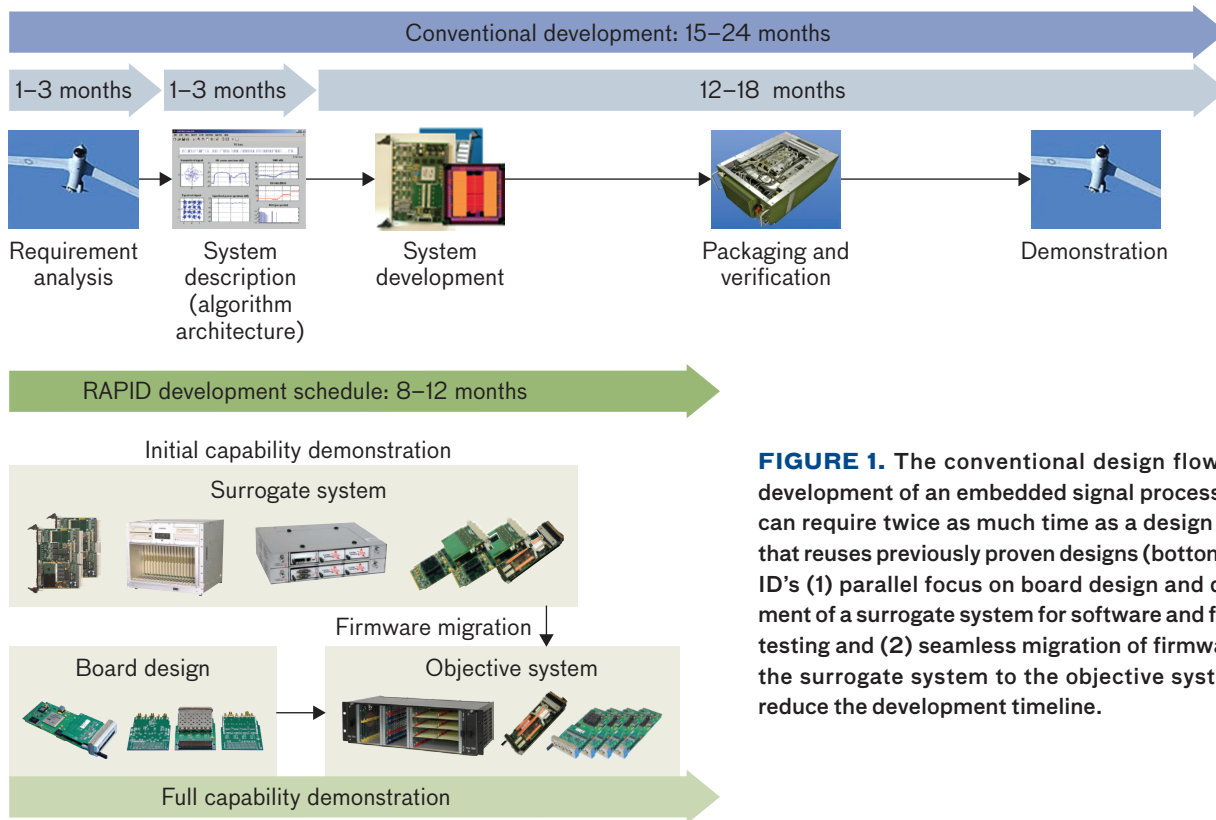 Conventional development: 15–24 months
1–3 months
1–3 months
12–18 months
Requirement
analysis
System
description
(algorithm
architecture)
System
development
Packaging and
verification
Demonstration
RAPID development schedule: 8–12 months
Initial capability demonstration
Surrogate system
Firmware migration
Board design
Objective system
Full capability demonstration
FIGURE 1. The conventional design flow
development of an embedded signal process
can require twice as much time as a design
that reuses previously proven designs (bottom
ID's (1) parallel focus on board design and
ment of a surrogate system for software and f
testing and (2) seamless migration of firmwa
the surrogate system to the objective syst
reduce the development timeline.